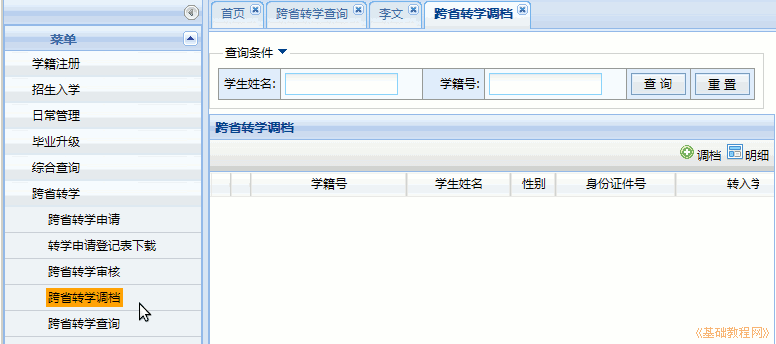 首页 跨省转学查询 李文 跨省转学调档
菜单
学籍注册
招生入学
日常管理
毕业升级
综合查询
跨省转学
跨省转学申请
转学申请登记表下载
跨省转学审核
跨省转学调档
跨省转学查询
查询条件
学生姓名: 学籍号: 查 询 重 置
跨省转学调档
调档 明细
学籍号 学生姓名 性别 身份证件号 转入学
《基础教程网》